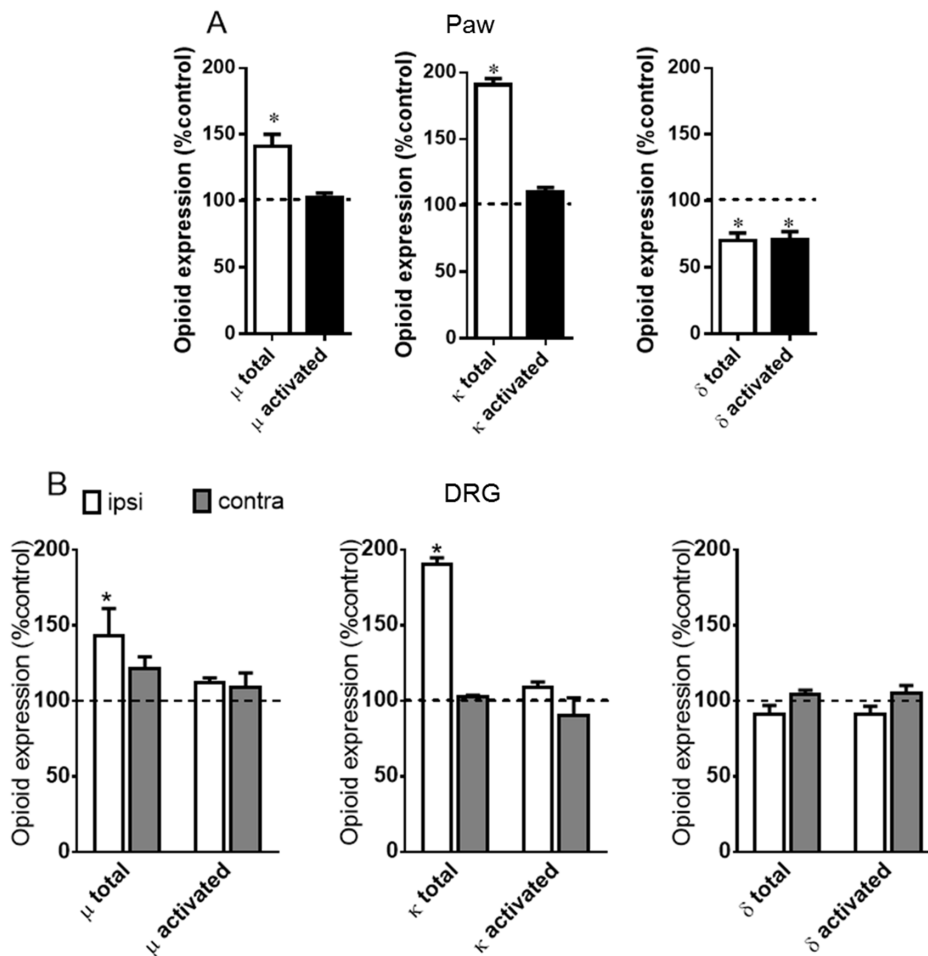 A
Paw
Opioid expression (%control)
200
150
100
50
0
*
μ total
μ activated
Opioid expression (%control)
200
150
100
50
0
*
κ total
κ activated
Opioid expression (%control)
200
150
100
50
0
*
*
δ total
δ activated
B
ipsi
contra
DRG
Opioid expression (%control)
200
150
100
50
0
*
μ total
μ activated
Opioid expression (%control)
200
150
100
50
0
*
κ total
κ activated
Opioid expression (%control)
200
150
100
50
0
δ total
δ activated